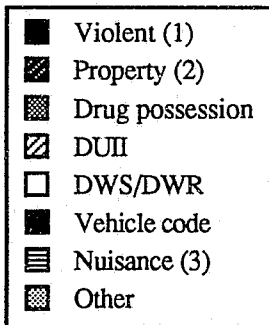 Violent (1)
Property (2)
Drug possession
DUII
DWS/DWR
Vehicle code
Nuisance (3)
Other